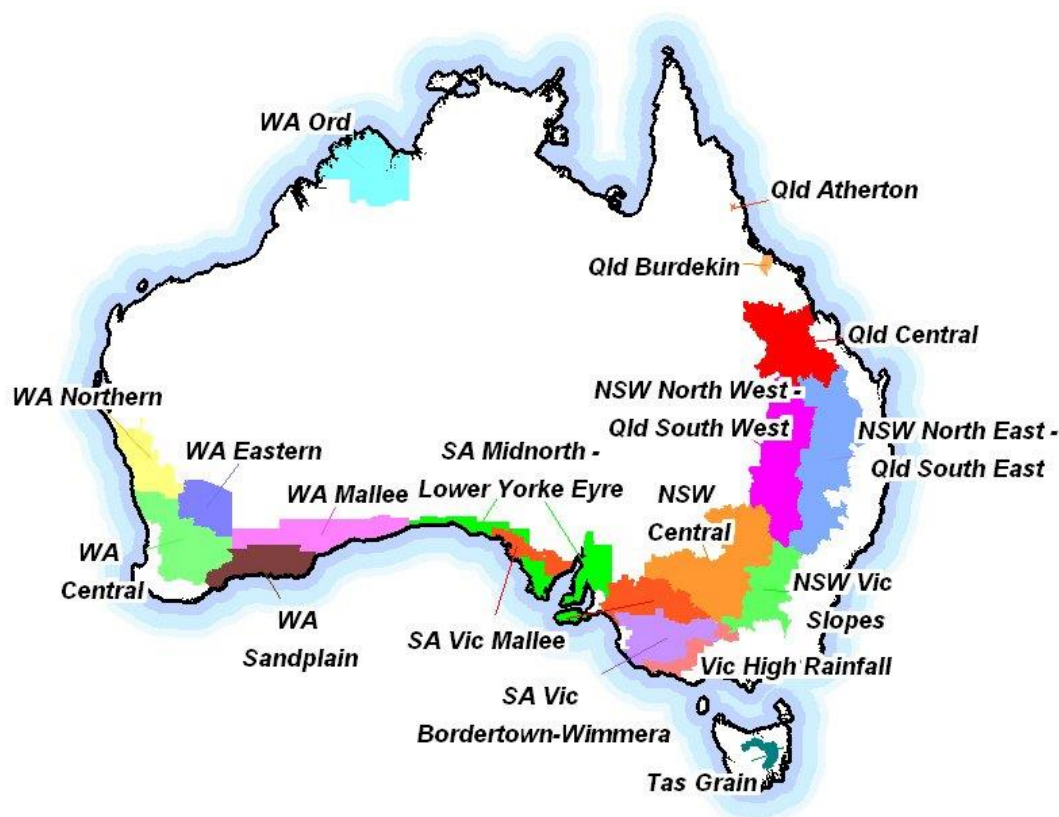 WA Ord
Qld Atherton
Qld Burdekin
Qld Central
WA Northern
NSW North West -
Qld South West
NSW North East -
Qld South East
WA Eastern
SA Midnorth -
Lower Yorke Eyre
WA Mallee
NSW
Central
WA
Central
NSW Vic
Slopes
WA
Sandplain
SA Vic Mallee
Vic High Rainfall
SA Vic
Bordertown-Wimmera
Tas Grain